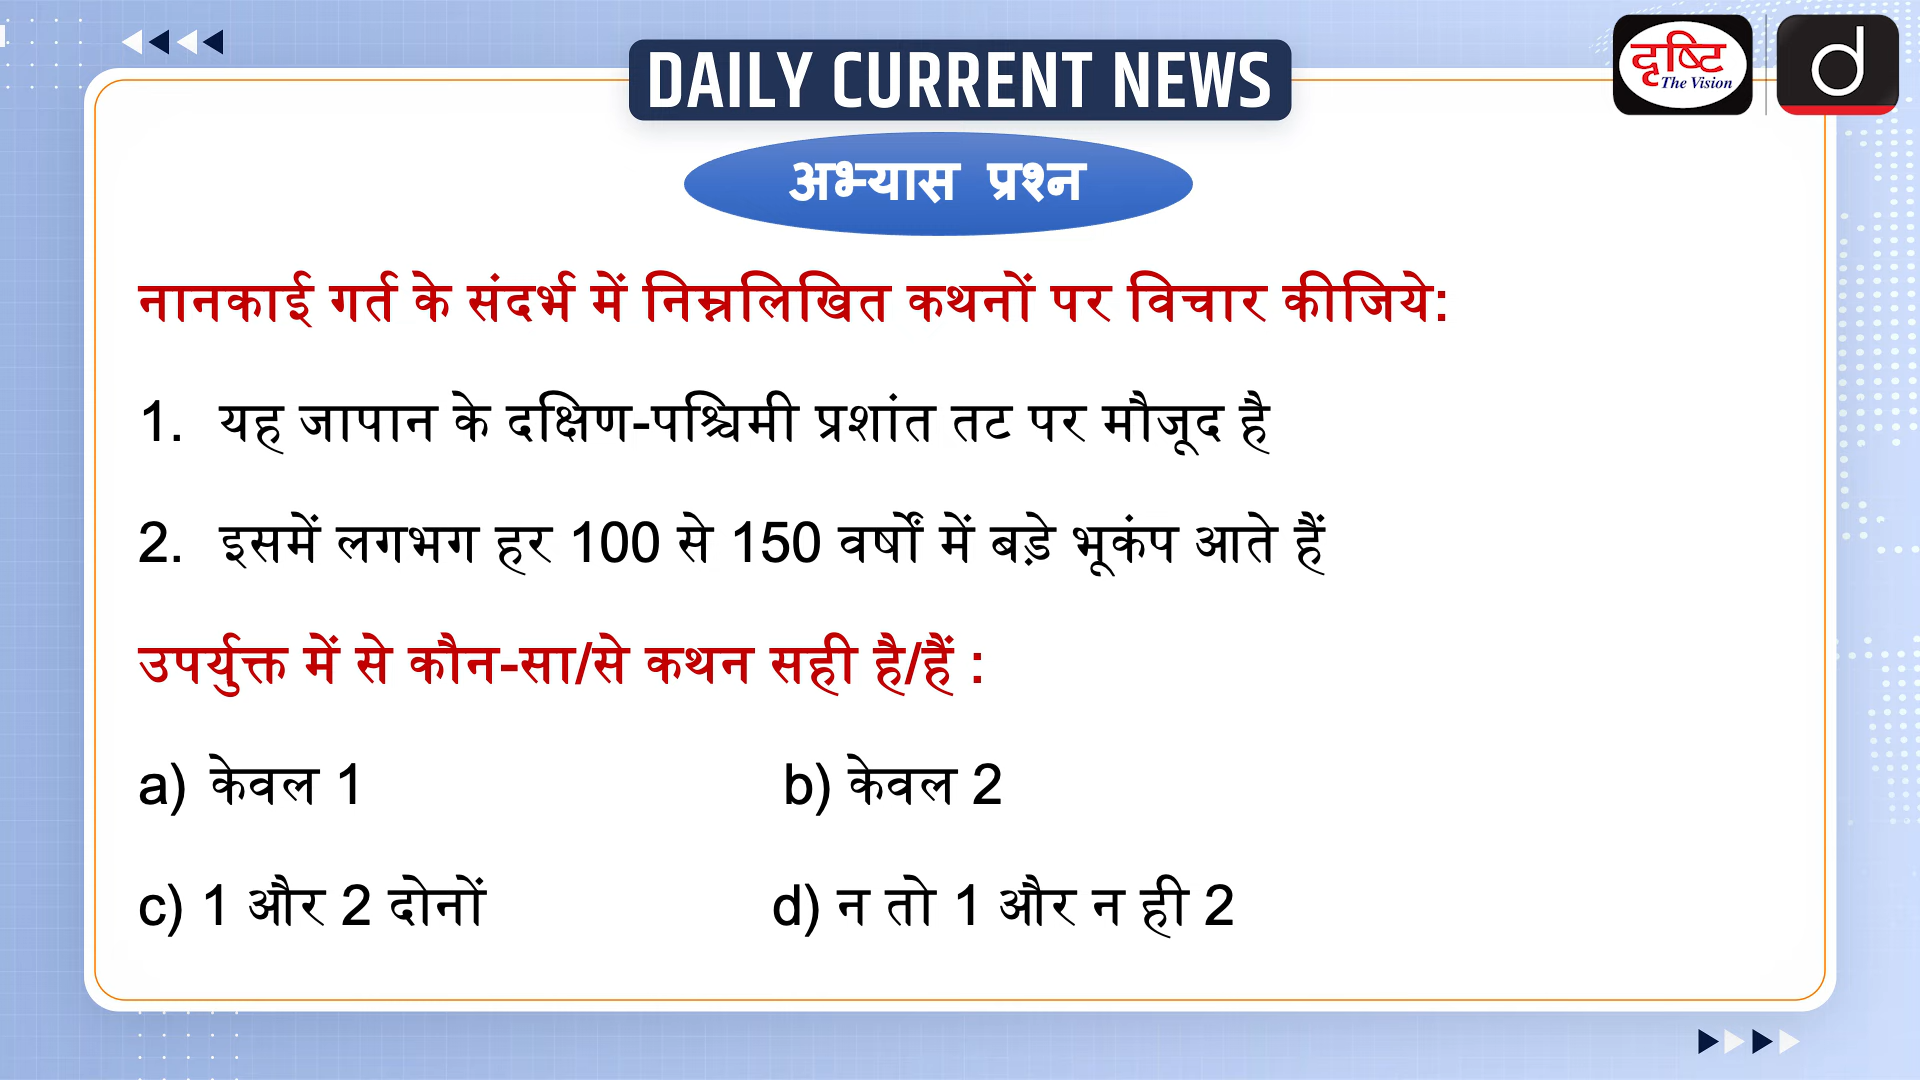 DAILY CURRENT NEWS
दृष्टि
The Vision
d
अभ्यास प्रश्न
नानकाई गर्त के संदर्भ में निम्नलिखित कथनों पर विचार कीजिये:
1. यह जापान के दक्षिण-पश्चिमी प्रशांत तट पर मौजूद है
2. इसमें लगभग हर 100 से 150 वर्षों में बड़े भूकंप आते हैं
उपर्युक्त में से कौन-सा/से कथन सही है/हैं :
a) केवल 1 b) केवल 2
c) 1 और 2 दोनों d) न तो 1 और न ही 2